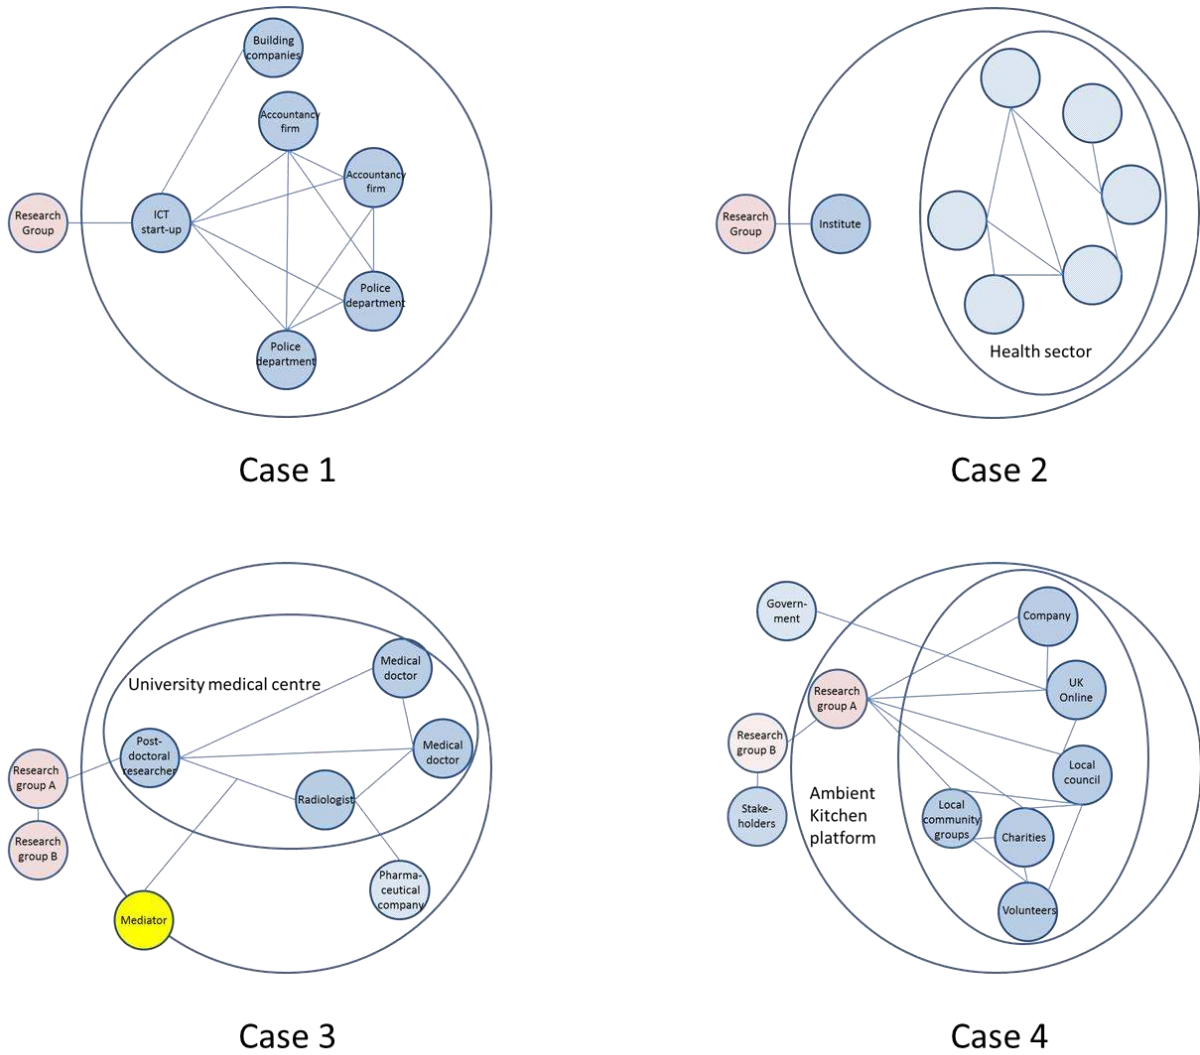 Building
companies
Accountancy
firm
Accountancy
firm
Research
Group
ICT
start-up
Police
department
Police
department
Case 1
Research
Group
Institute
Health sector
Case 2
University medical centre
Medical
doctor
Post-
doctoral
researcher
Medical
doctor
Research
group A
Radiologist
Research
group B
Pharma-
ceutical
company
Mediator
Case 3
Govern-
ment
Company
Research
group A
UK
Online
Research
group B
Local
council
Stake-
holders
Ambient
Kitchen
platform
Local
community
groups
Charities
Volunteers
Case 4